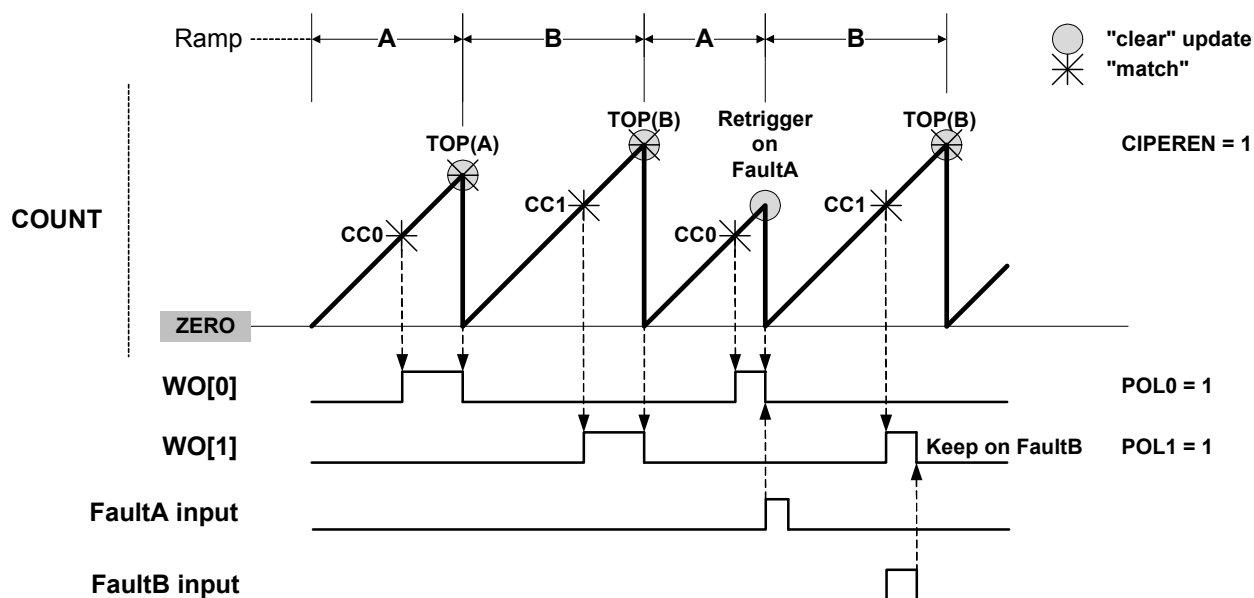 Ramp A B A B "clear" update
"match"
TOP(A) TOP(B) Retrigger TOP(B) CIPEREN = 1
on
FaultA
COUNT CC0 CC1 CC0 CC1
ZERO
WO[0] POL0 = 1
WO[1] Keep on FaultB POL1 = 1
FaultA input
FaultB input